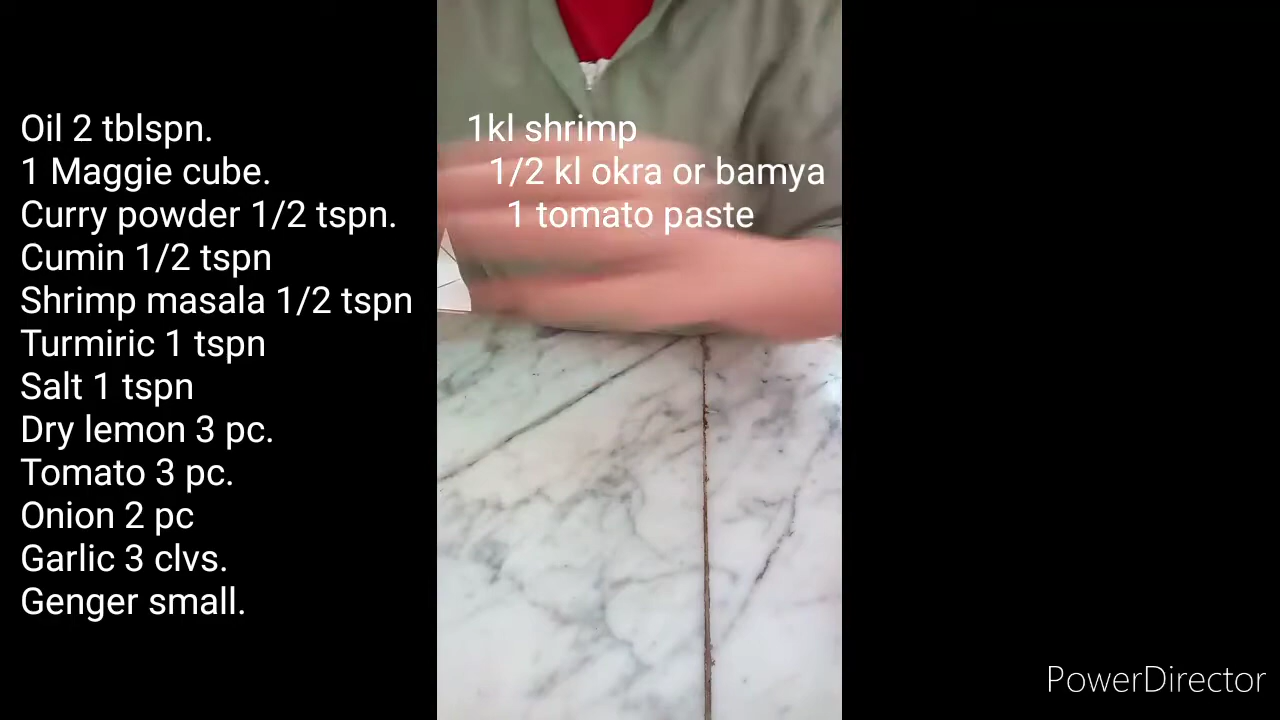 Oil 2 tblspn.
1 Maggie cube.
Curry powder 1/2 tspn.
Cumin 1/2 tspn
Shrimp masala 1/2 tspn
Turmiric 1 tspn
Salt 1 tspn
Dry lemon 3 pc.
Tomato 3 pc.
Onion 2 pc
Garlic 3 clvs.
Genger small.
1kl shrimp
1/2 kl okra or bamya
1 tomato paste
PowerDirector